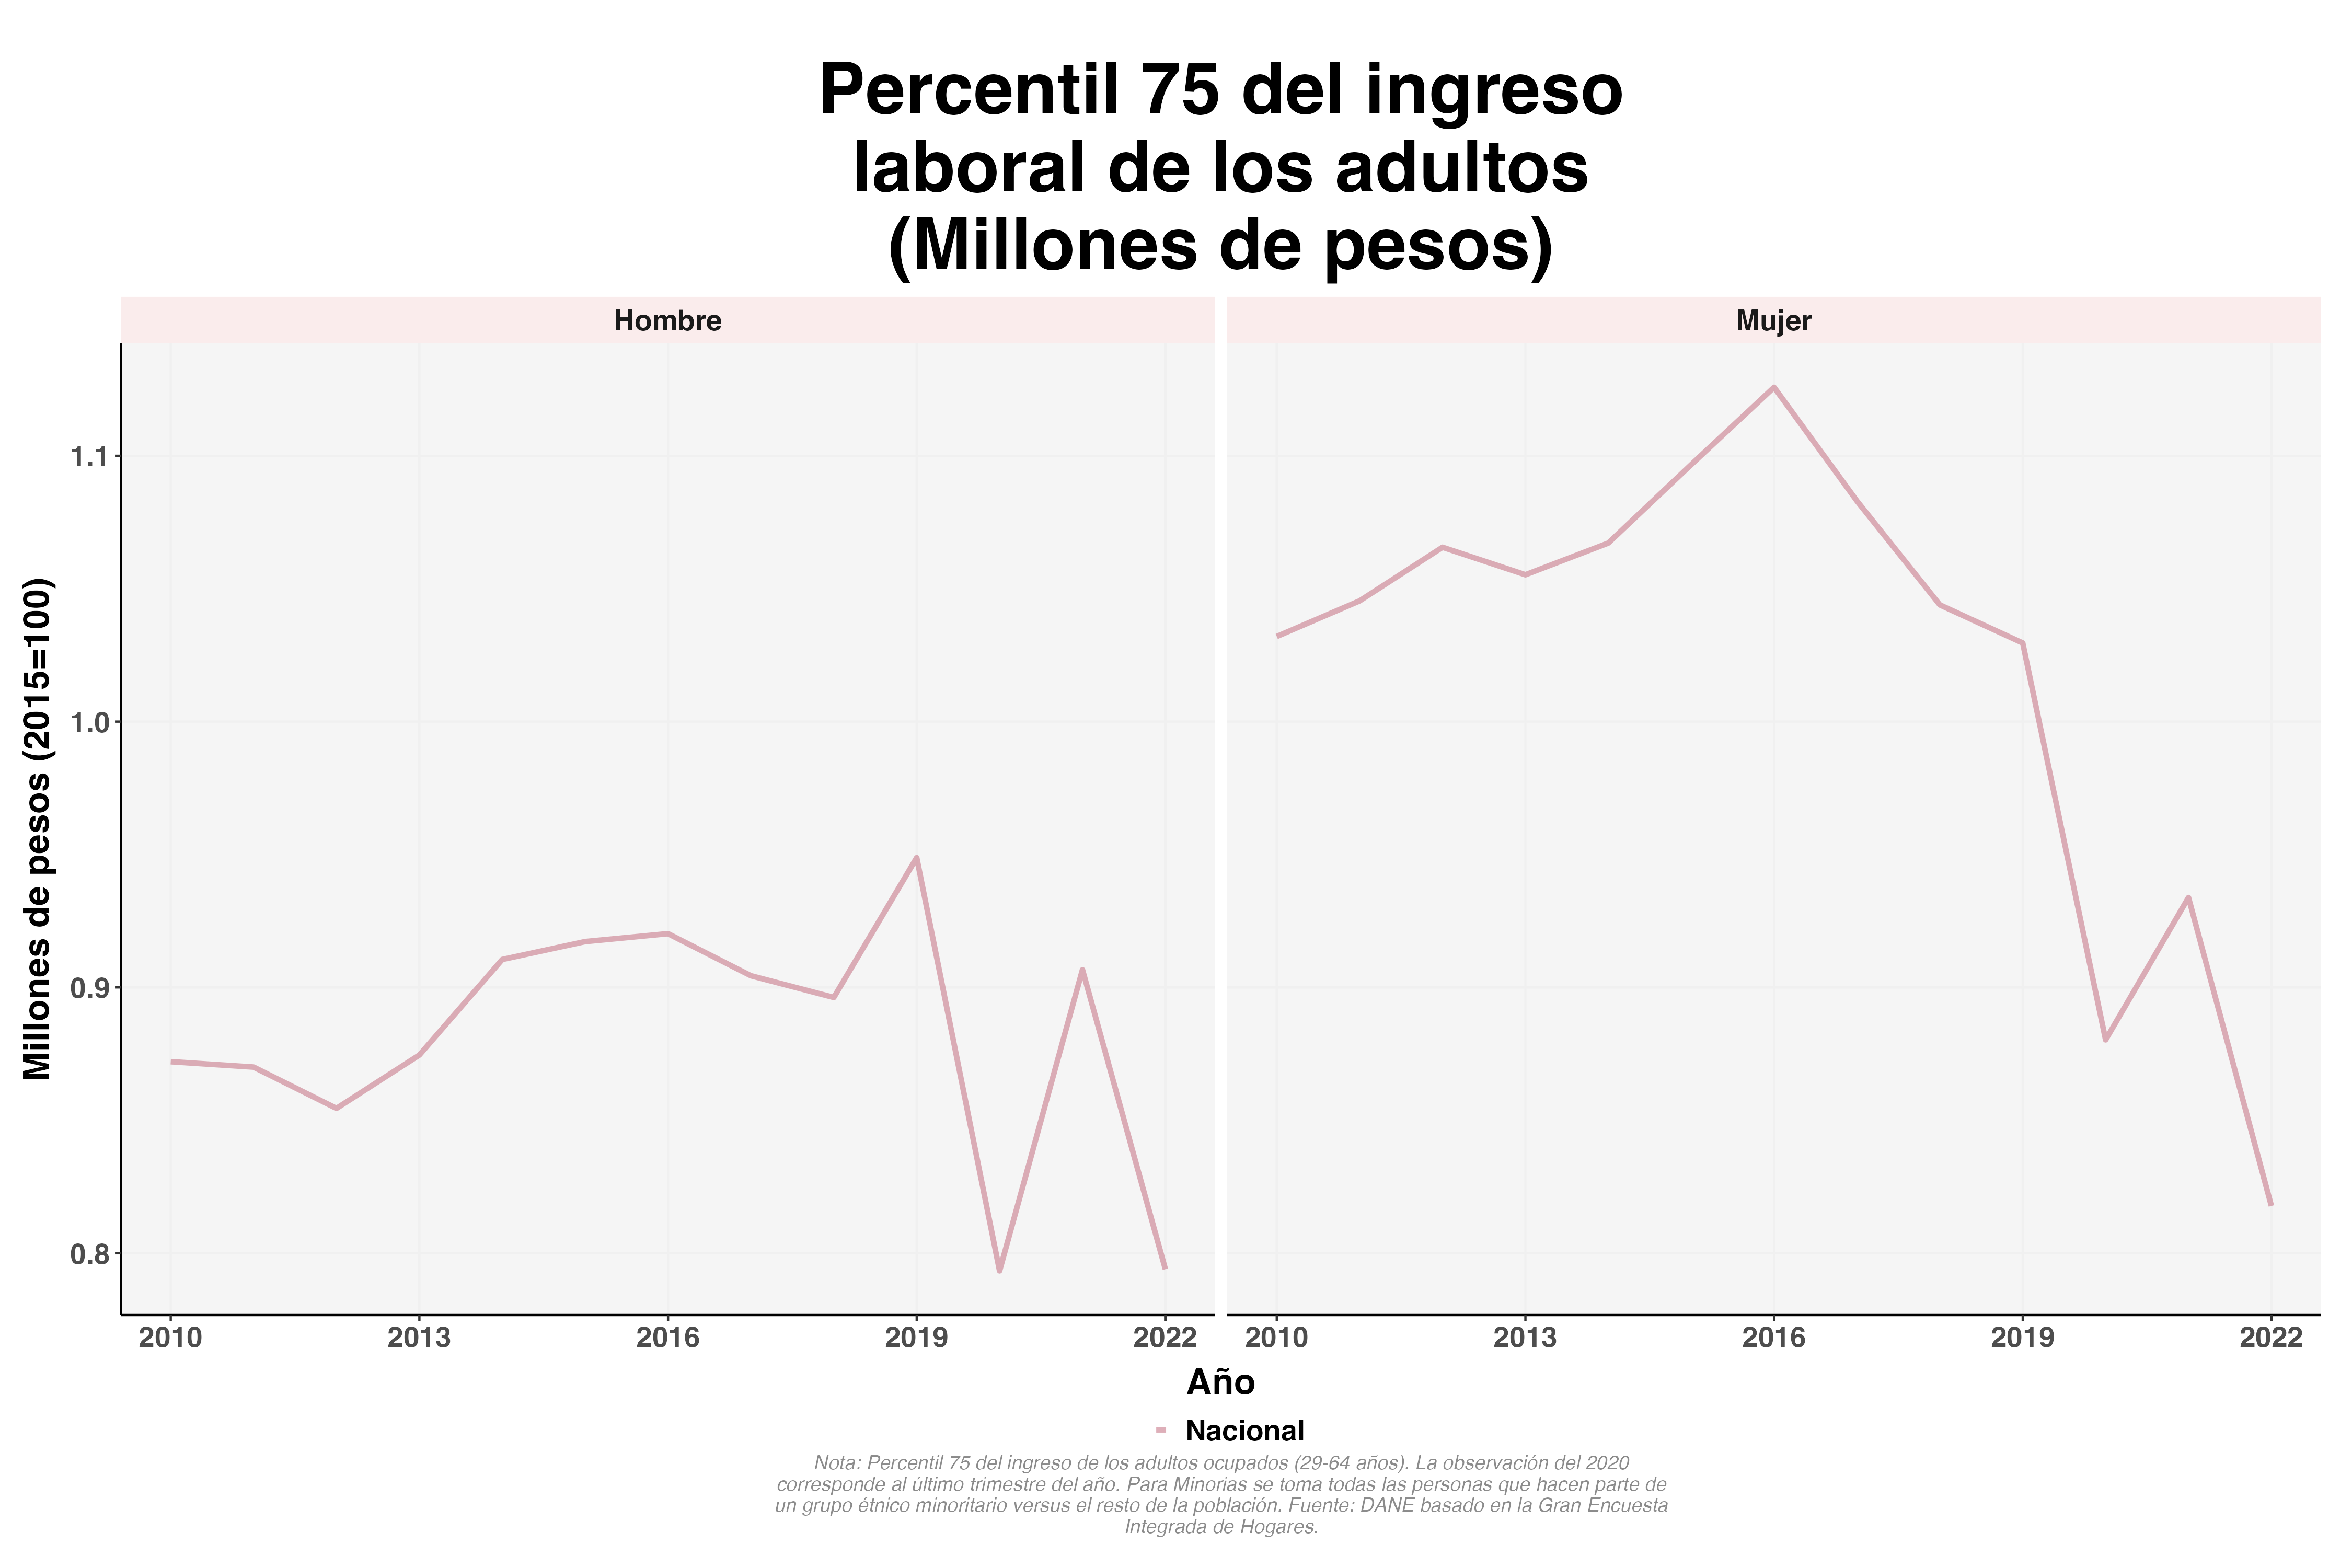 Percentil 75 del ingreso
laboral de los adultos
(Millones de pesos)
Hombre
Mujer
Millones de pesos (2015=100)
1.1
1.0
0.9
0.8
2010 2013 2016 2019 2022
2010 2013 2016 2019 2022
Año
Nacional
Nota: Percentil 75 del ingreso de los adultos ocupados (29-64 años). La observación del 2020
corresponde al último trimestre del año. Para Minorias se toma todas las personas que hacen parte de
un grupo étnico minoritario versus el resto de la población. Fuente: DANE basado en la Gran Encuesta
Integrada de Hogares.